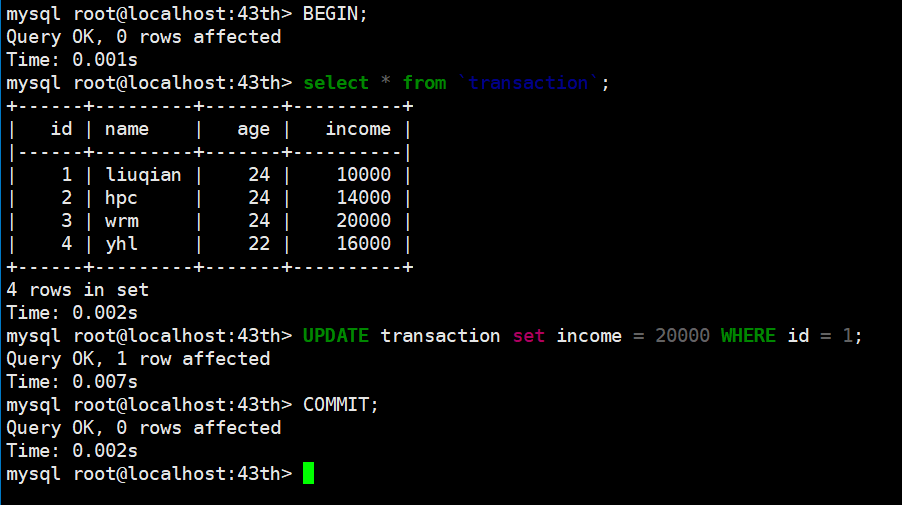 mysql root@localhost:43th> BEGIN;
Query OK, 0 rows affected
Time: 0.001s
mysql root@localhost:43th> select * from `transaction`;
+------+---------+-------+----------+
|   id | name    |   age |   income |
|------+---------+-------+----------|
|    1 | liuqian |    24 |    10000 |
|    2 | hpc     |    24 |    14000 |
|    3 | wrm     |    24 |    20000 |
|    4 | yhl     |    22 |    16000 |
+------+---------+-------+----------+
4 rows in set
Time: 0.002s
mysql root@localhost:43th> UPDATE transaction set income = 20000 WHERE id = 1;
Query OK, 1 row affected
Time: 0.007s
mysql root@localhost:43th> COMMIT;
Query OK, 0 rows affected
Time: 0.002s
mysql root@localhost:43th>